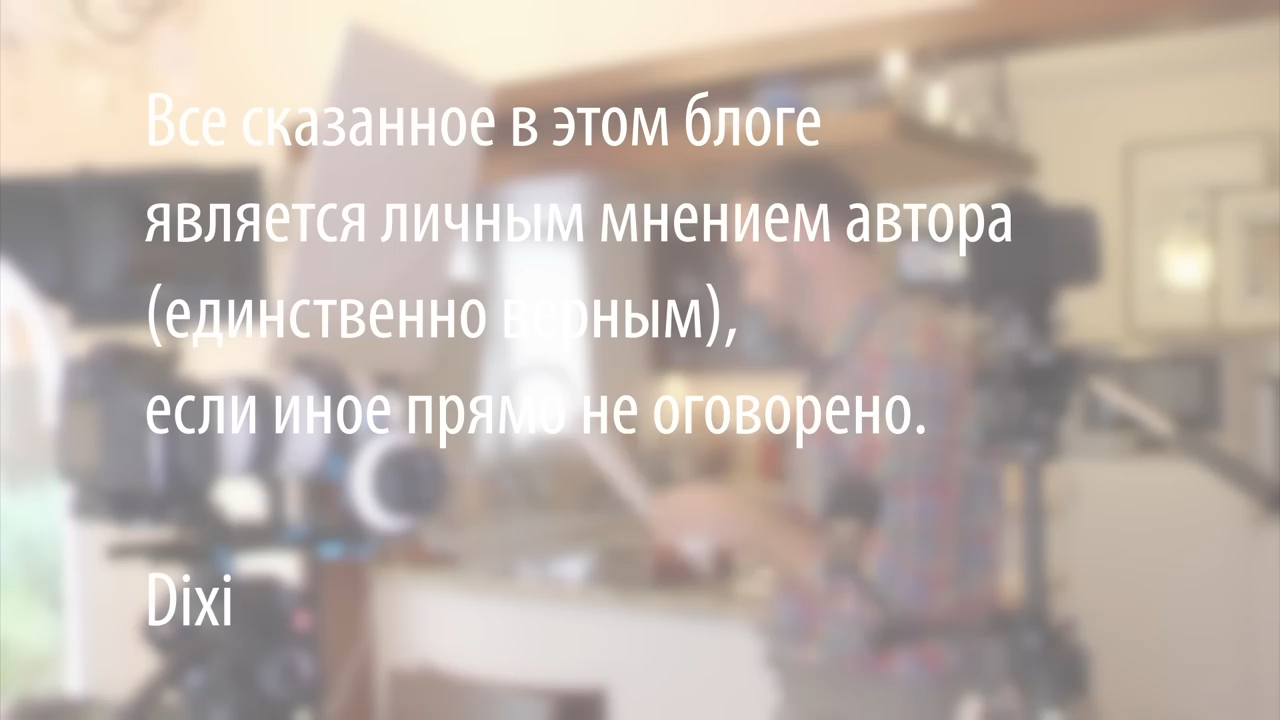 Все сказанное в этом блоге
является личным мнением автора
(единственно верным),
если иное прямо не оговорено.
Dixi